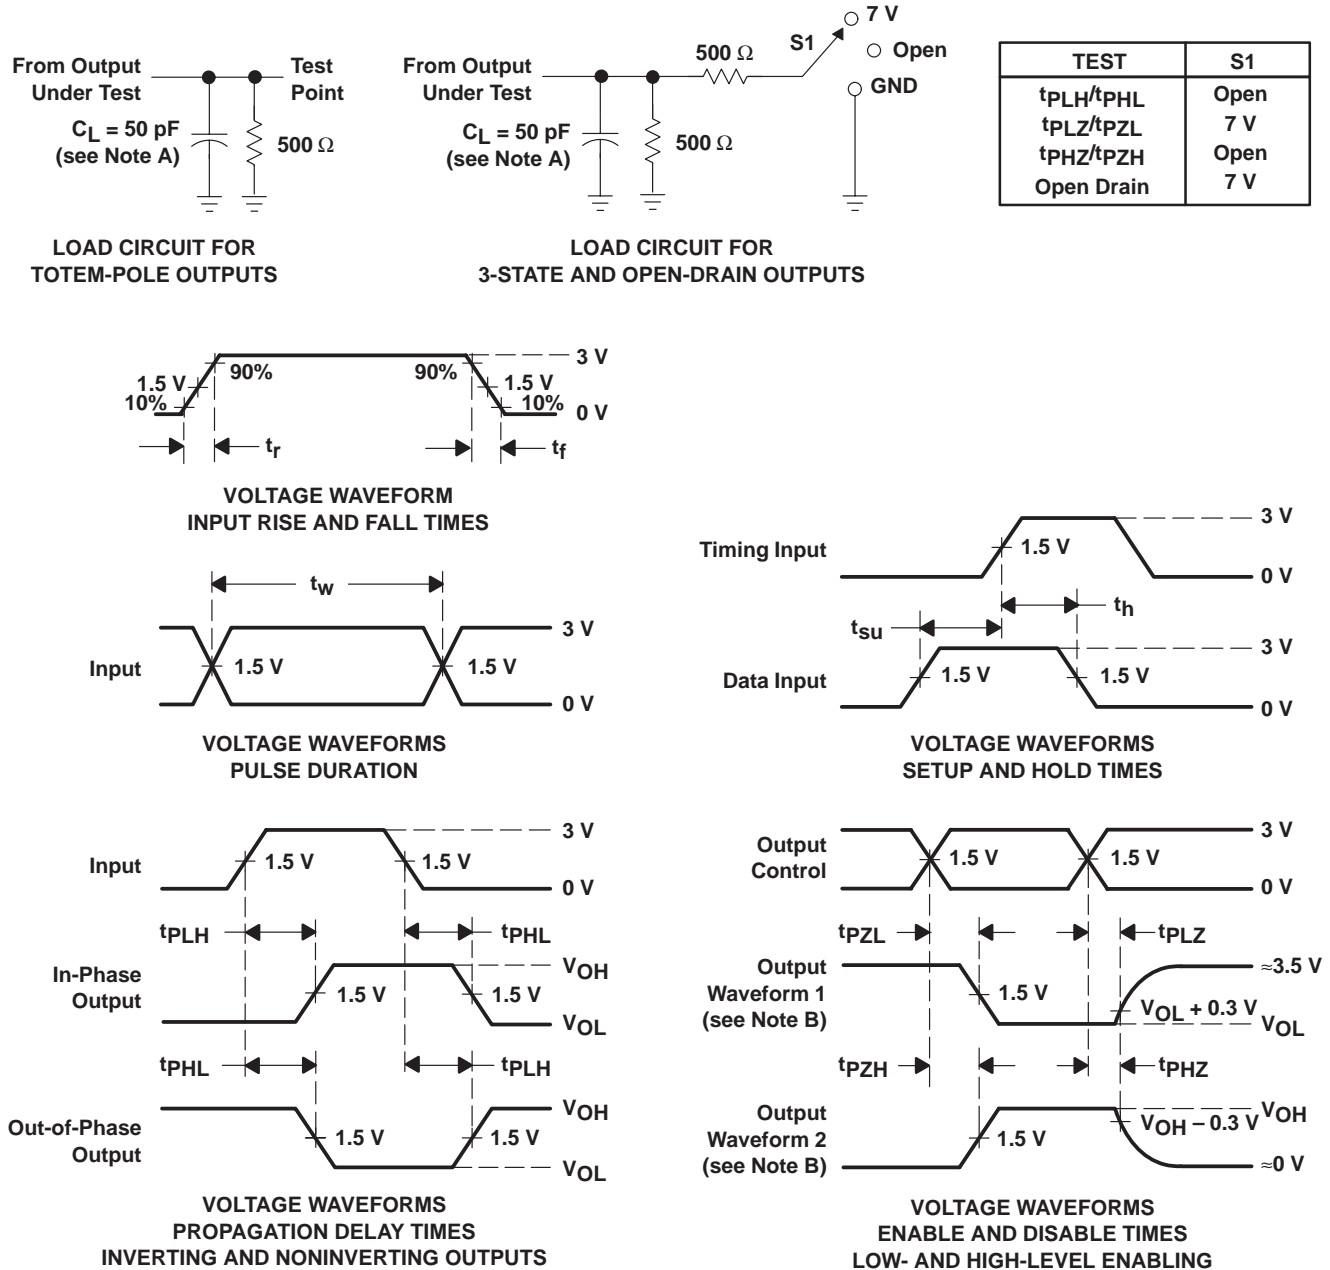 From Output
Under Test
Test
Point
CL = 50 pF
(see Note A)
500 Ω
LOAD CIRCUIT FOR
TOTEM-POLE OUTPUTS
From Output
Under Test
CL = 50 pF
(see Note A)
500 Ω
500 Ω
S1
7 V
Open
GND
LOAD CIRCUIT FOR
3-STATE AND OPEN-DRAIN OUTPUTS
TEST S1
tPLH/tPHL Open
tPLZ/tPZL 7 V
tPHZ/tPZH Open
Open Drain 7 V
3 V
90% 90%
1.5 V 1.5 V
10% 10%
0 V
tr tf
VOLTAGE WAVEFORM
INPUT RISE AND FALL TIMES
tw
3 V
Input 1.5 V 1.5 V
0 V
VOLTAGE WAVEFORMS
PULSE DURATION
3 V
Timing Input 1.5 V
0 V
th
tsu
3 V
Data Input 1.5 V 1.5 V
0 V
VOLTAGE WAVEFORMS
SETUP AND HOLD TIMES
3 V
Input 1.5 V 1.5 V
0 V
tPLH tPHL
In-Phase
Output
VOH
1.5 V 1.5 V
VOL
tPHL tPLH
Out-of-Phase
Output
VOH
1.5 V 1.5 V
VOL
VOLTAGE WAVEFORMS
PROPAGATION DELAY TIMES
INVERTING AND NONINVERTING OUTPUTS
Output
Control
3 V
1.5 V 1.5 V
0 V
tPZL tPLZ
Output
Waveform 1
(see Note B)
≈3.5 V
1.5 V
VOL + 0.3 V
VOL
tPZH tPHZ
Output
Waveform 2
(see Note B)
VOH
VOH – 0.3 V
1.5 V
≈0 V
VOLTAGE WAVEFORMS
ENABLE AND DISABLE TIMES
LOW- AND HIGH-LEVEL ENABLING